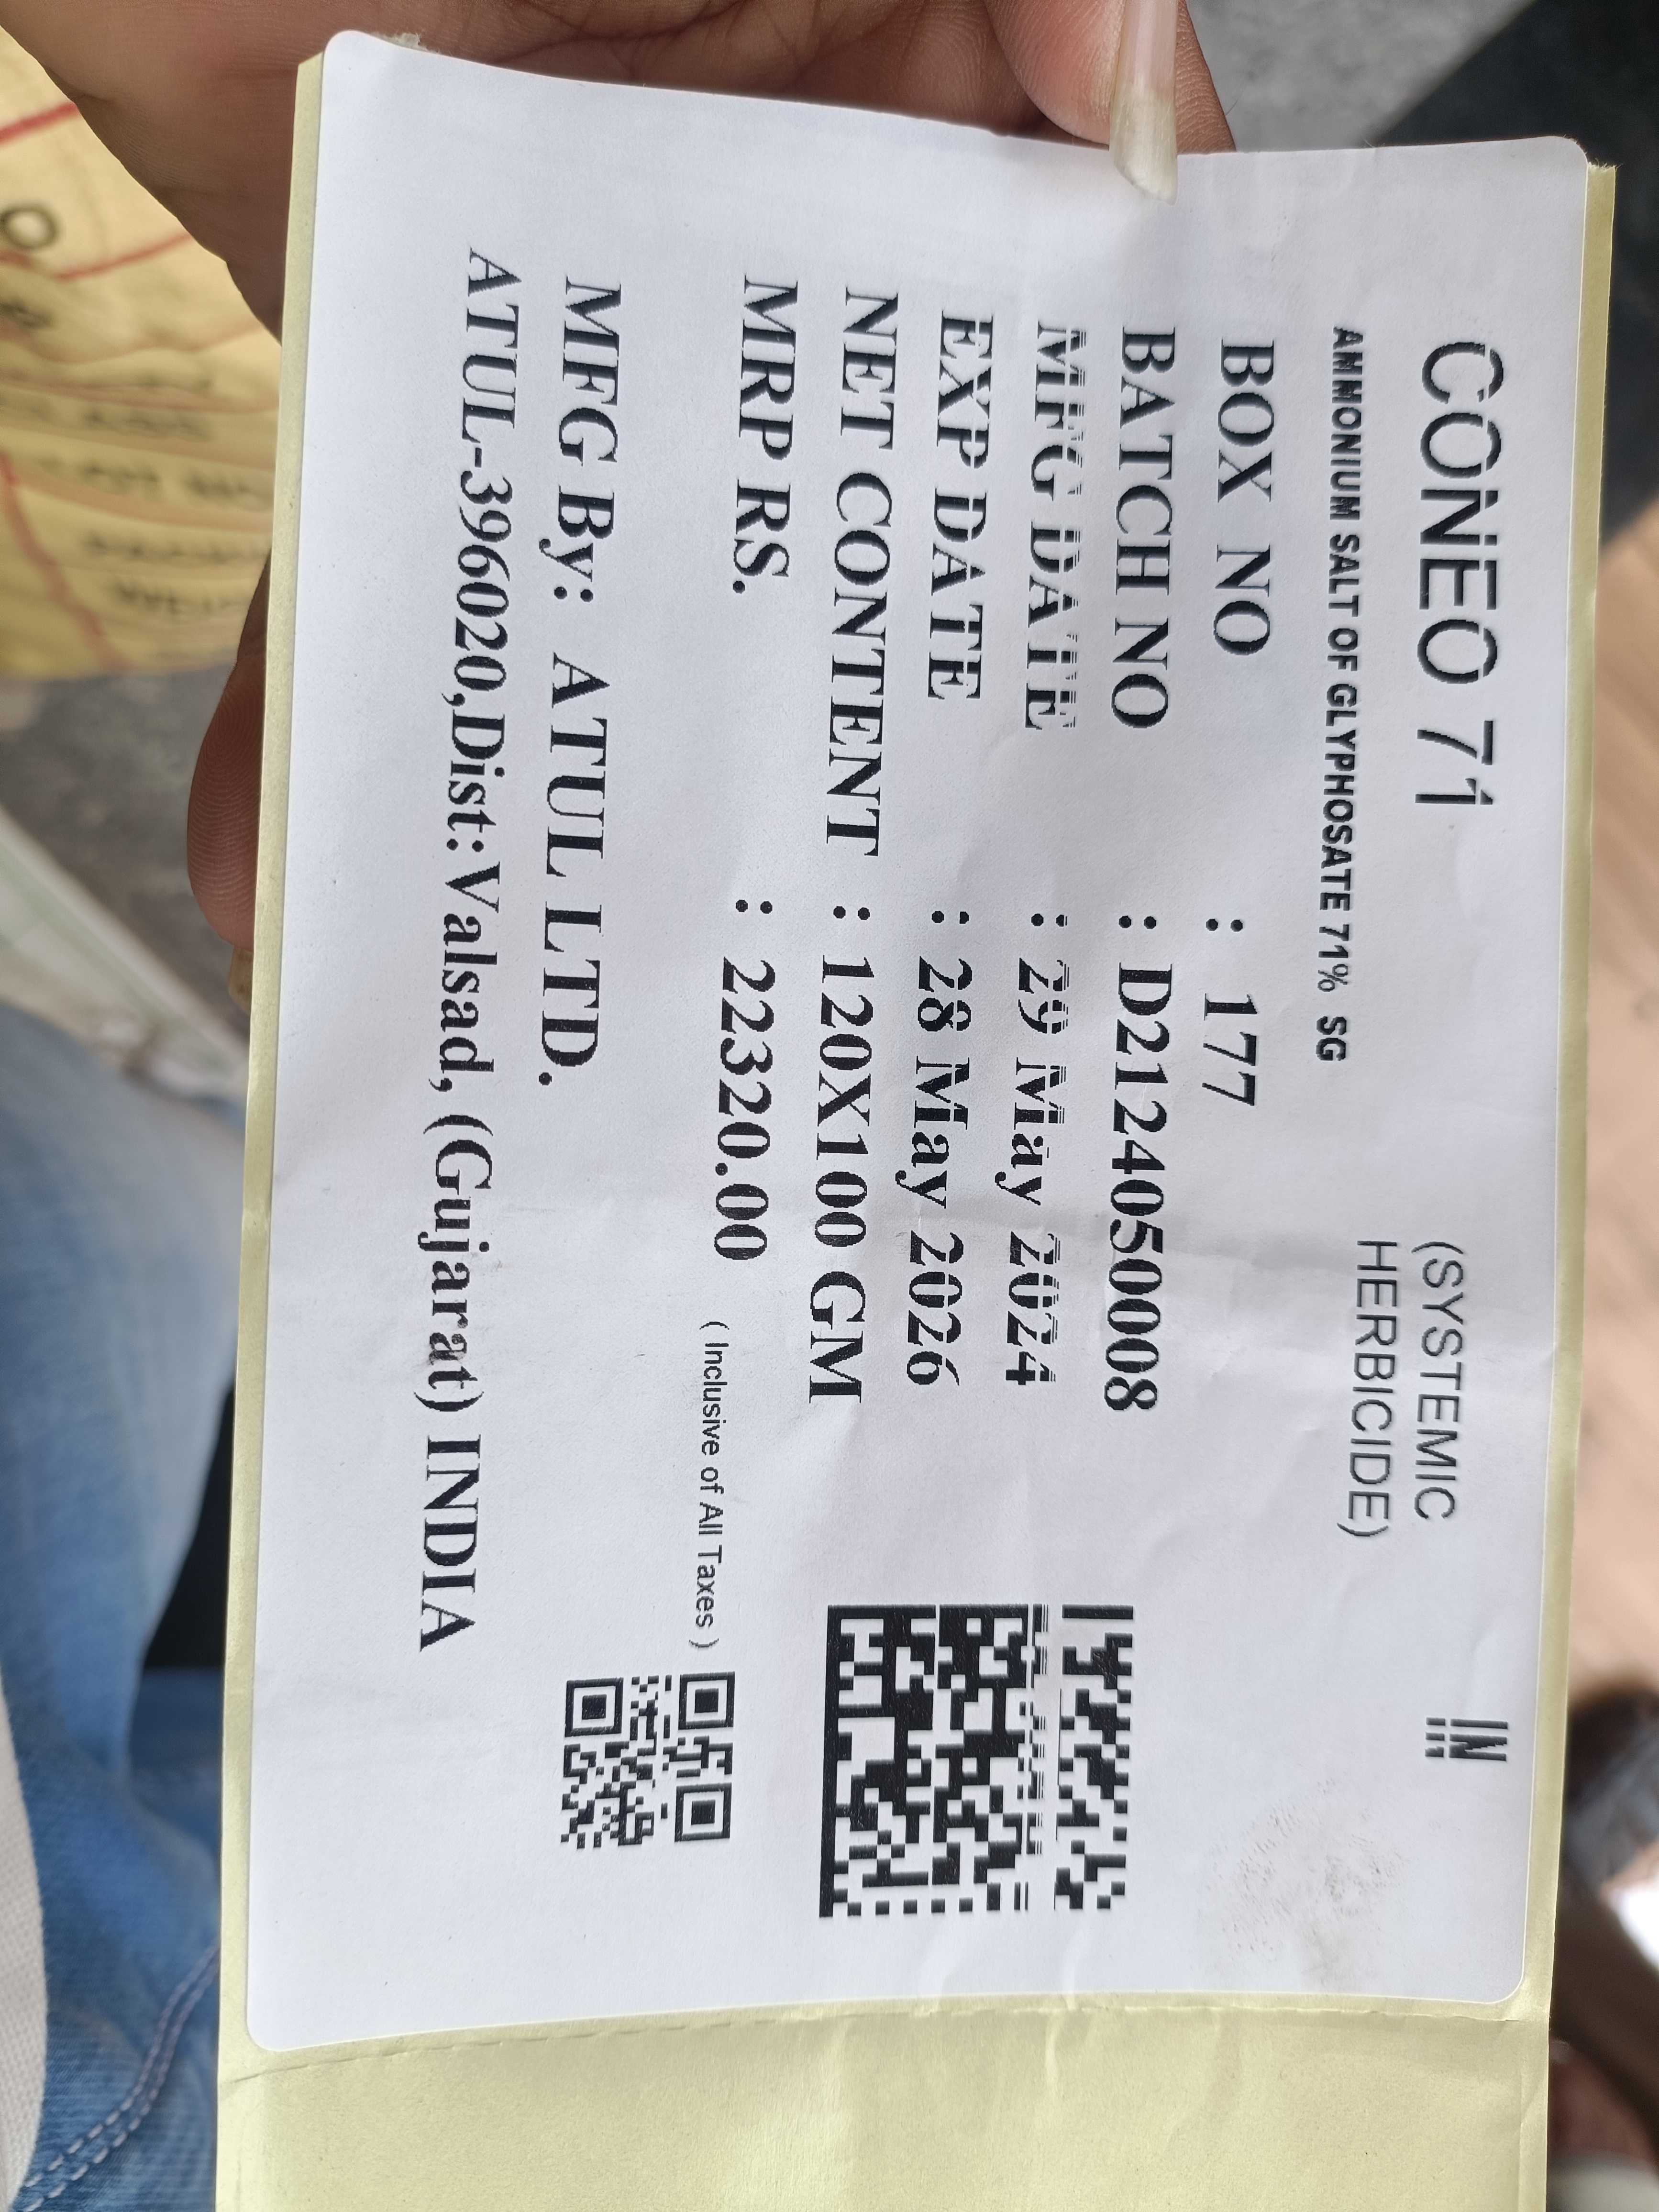 CONEO 71
(SYSTEMIC
HERBICIDE)
IN
AMMONIUM SALT OF GLYPHOSATE 71% SG
BOX NO : 177
BATCH NO : D2124050008
MFG DATE : 29 May 2024
EXP DATE : 28 May 2026
NET CONTENT : 120X100 GM
MRP RS. : 22320.00 ( Inclusive of All Taxes )
MFG By: ATUL LTD.
ATUL-396020,Dist:Valsad, (Gujarat) INDIA